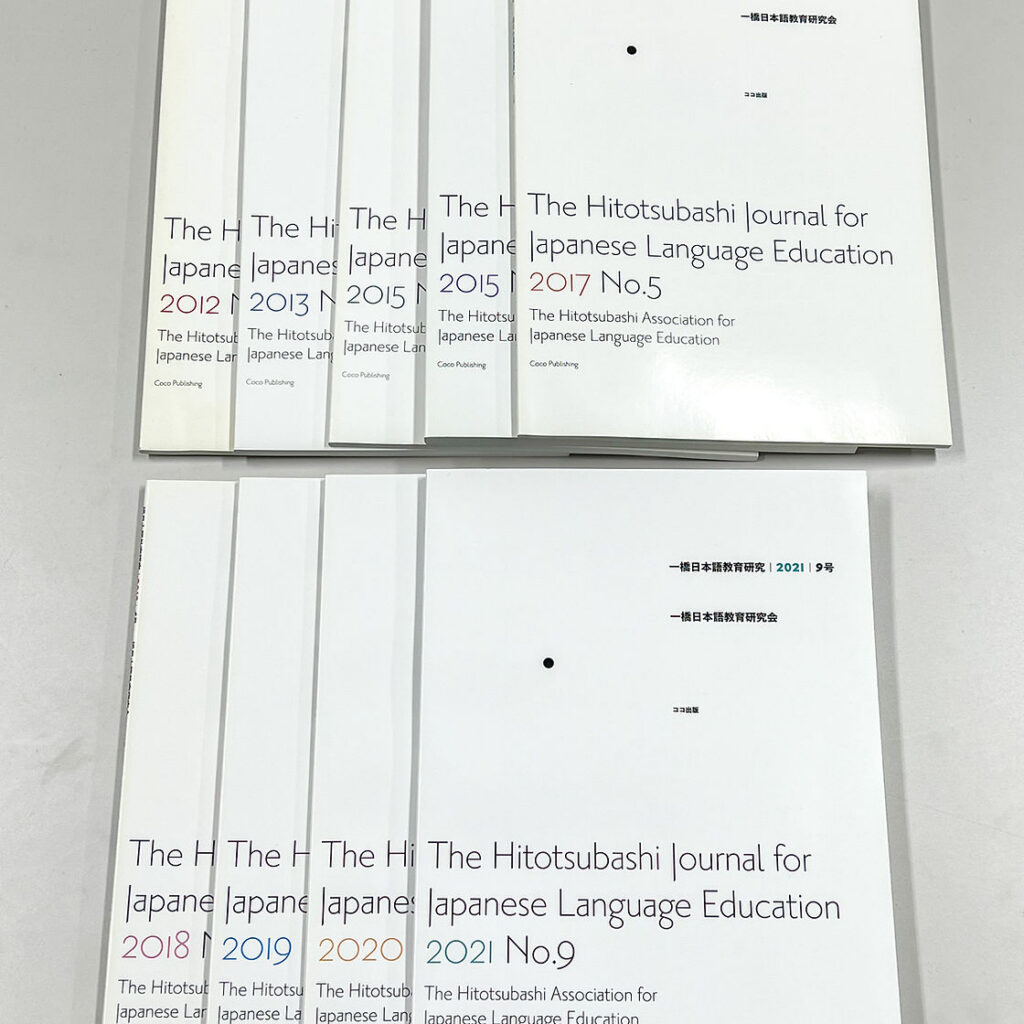 The H
Japane
2012 N
The Hitotsub
Japanese Lan
Coco Publishing
The Hi
Japanes
2013 N
The Hitotsub
Japanese Lang
Coco Publishing
The H
Japane
2015 N
The Hitotsub
Japanese Lan
Coco Publishing
The H
Japane
2015 N
The Hitotsu
Japanese La
Coco Publishing
一橋日本語教育研究会
ココ出版
The Hitotsubashi Journal for
Japanese Language Education
2017 No.5
The Hitotsubashi Association for
Japanese Language Education
Coco Publishing
The H
Japane
2018 N
The Hitotsu
Japanese Lar
The H
Japane
2019
The Hitotsu
Japanese La
The Hi
Japanes
2020
The Hitotsub
Japanese Lang
一橋日本語教育研究 | 2021 | 9号
一橋日本語教育研究会
ココ出版
The Hitotsubashi Journal for
Japanese Language Education
2021 No.9
The Hitotsubashi Association for
Japanese Language Education